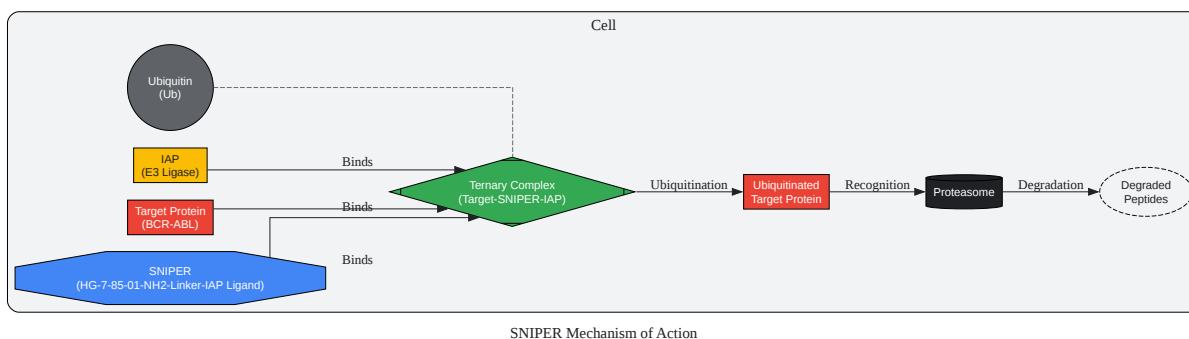 Cell
Ubiquitin
(Ub)
IAP
(E3 Ligase)
Binds
Target Protein
(BCR-ABL)
Binds
SNIPER
(HG-7-85-01-NH2-Linker-IAP Ligand)
Binds
Ternary Complex
(Target-SNIPER-IAP)
Ubiquitination
Ubiquitinated
Target Protein
Recognition
Proteasome
Degradation
Degraded
Peptides
SNIPER Mechanism of Action